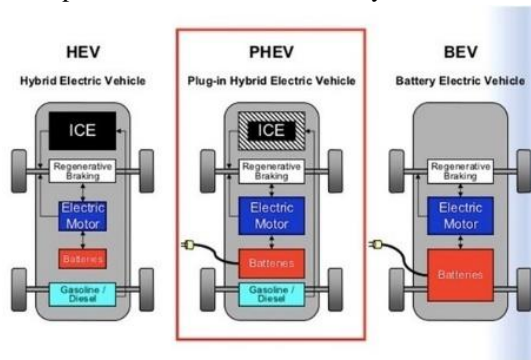 HEV
Hybrid Electric Vehicle
ICE
Regenerative
Braking
Electric
Motor
Batteries
Gasoline /
Diesel
PHEV
Plug-in Hybrid Electric Vehicle
ICE
Regenerative
Braking
Electric
Motor
Batteries
Gasoline /
Diesel
BEV
Battery Electric Vehicle
Regenerative
Braking
Electric
Motor
Batteries